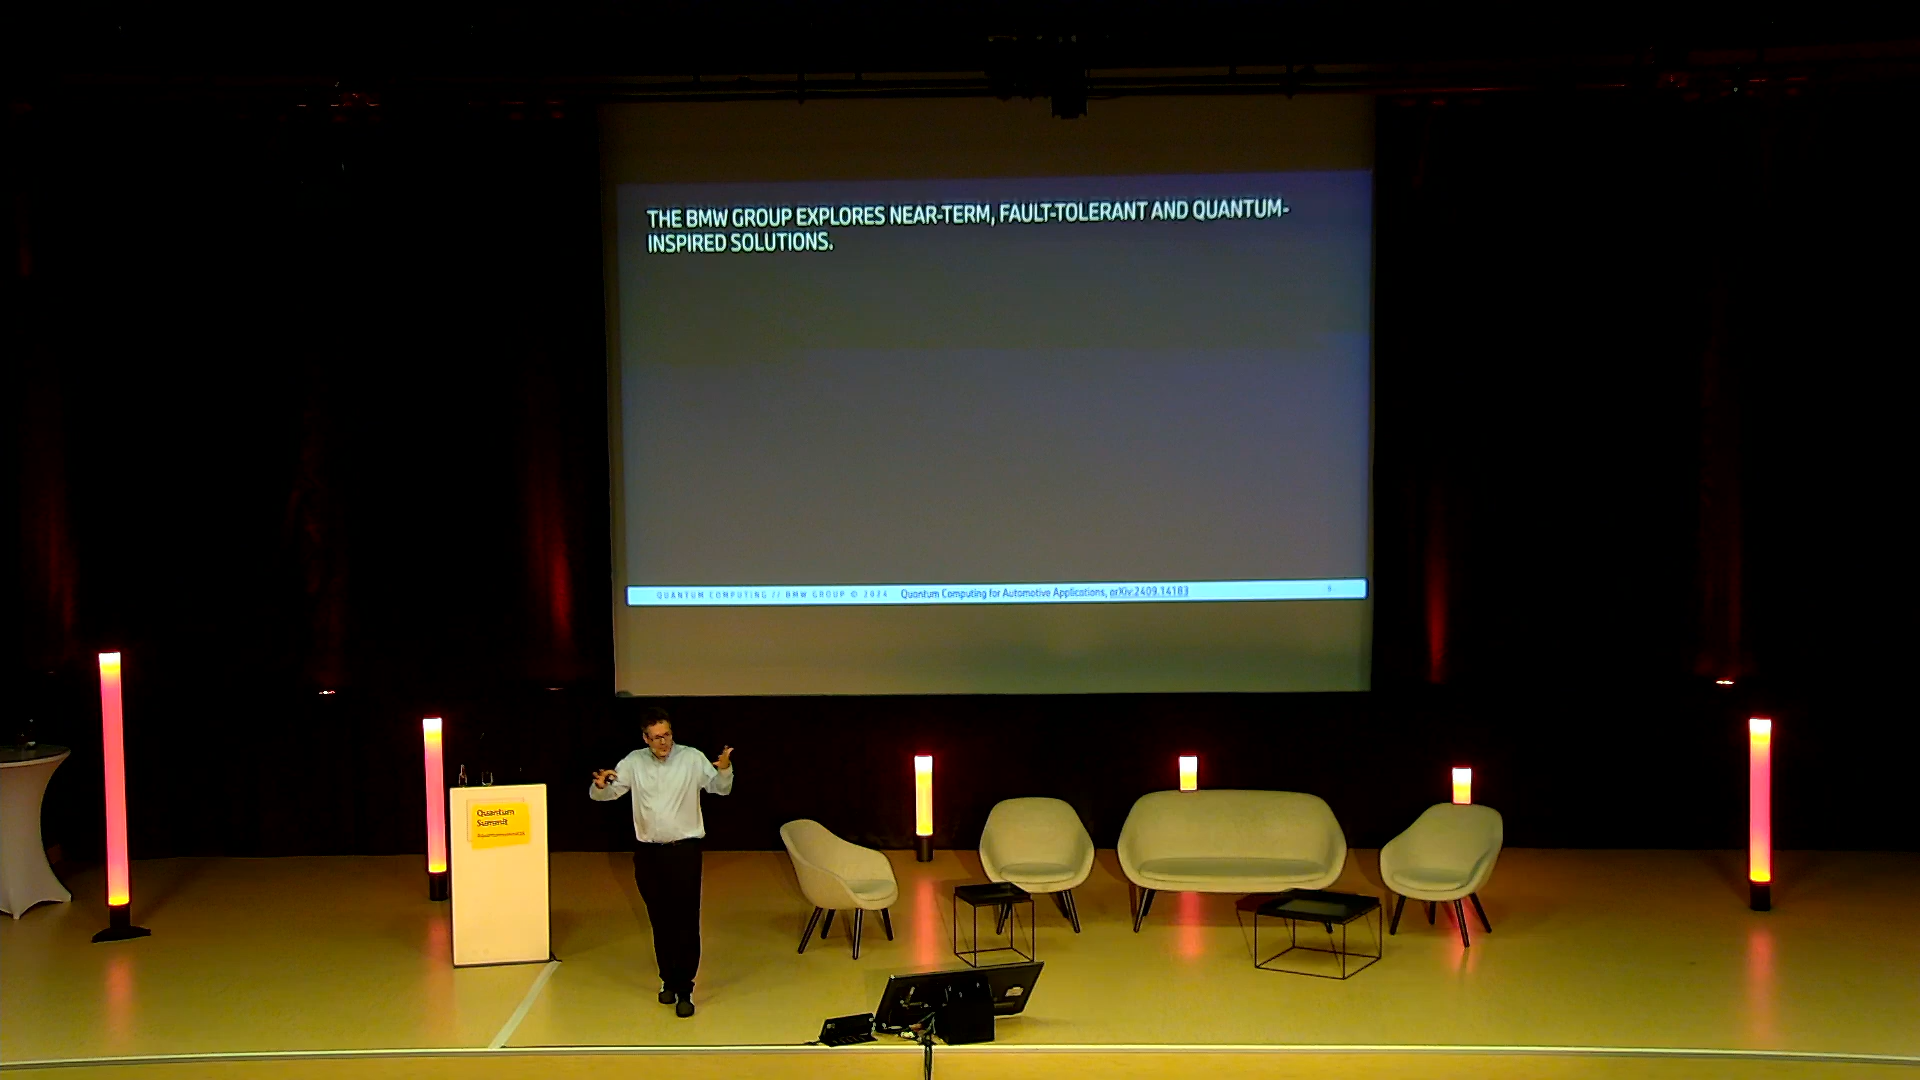 THE BMW GROUP EXPLORES NEAR-TERM, FAULT-TOLERANT AND QUANTUM-
INSPIRED SOLUTIONS.
QUANTUM COMPUTING // BMW GROUP © 2024 Quantum Computing for Automotive Applications, arXiv:2409.14183
Quantum
Summit